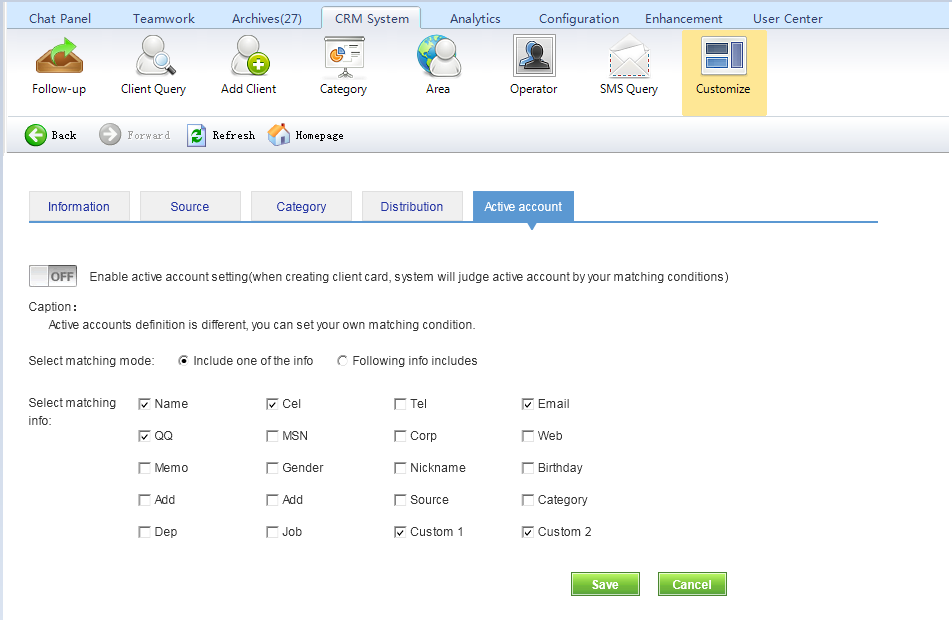 Chat Panel Teamwork Archives(27) CRM System Analytics Configuration Enhancement User Center
Follow-up Client Query Add Client Category Area Operator SMS Query Customize
Back Forward Refresh Homepage
Information Source Category Distribution Active account
OFF Enable active account setting(when creating client card, system will judge active account by your matching conditions)
Caption：
Active accounts definition is different, you can set your own matching condition.
Select matching mode: Include one of the info Following info includes
Select matching info:
Name Cel Tel Email
QQ MSN Corp Web
Memo Gender Nickname Birthday
Add Add Source Category
Dep Job Custom 1 Custom 2
Save Cancel